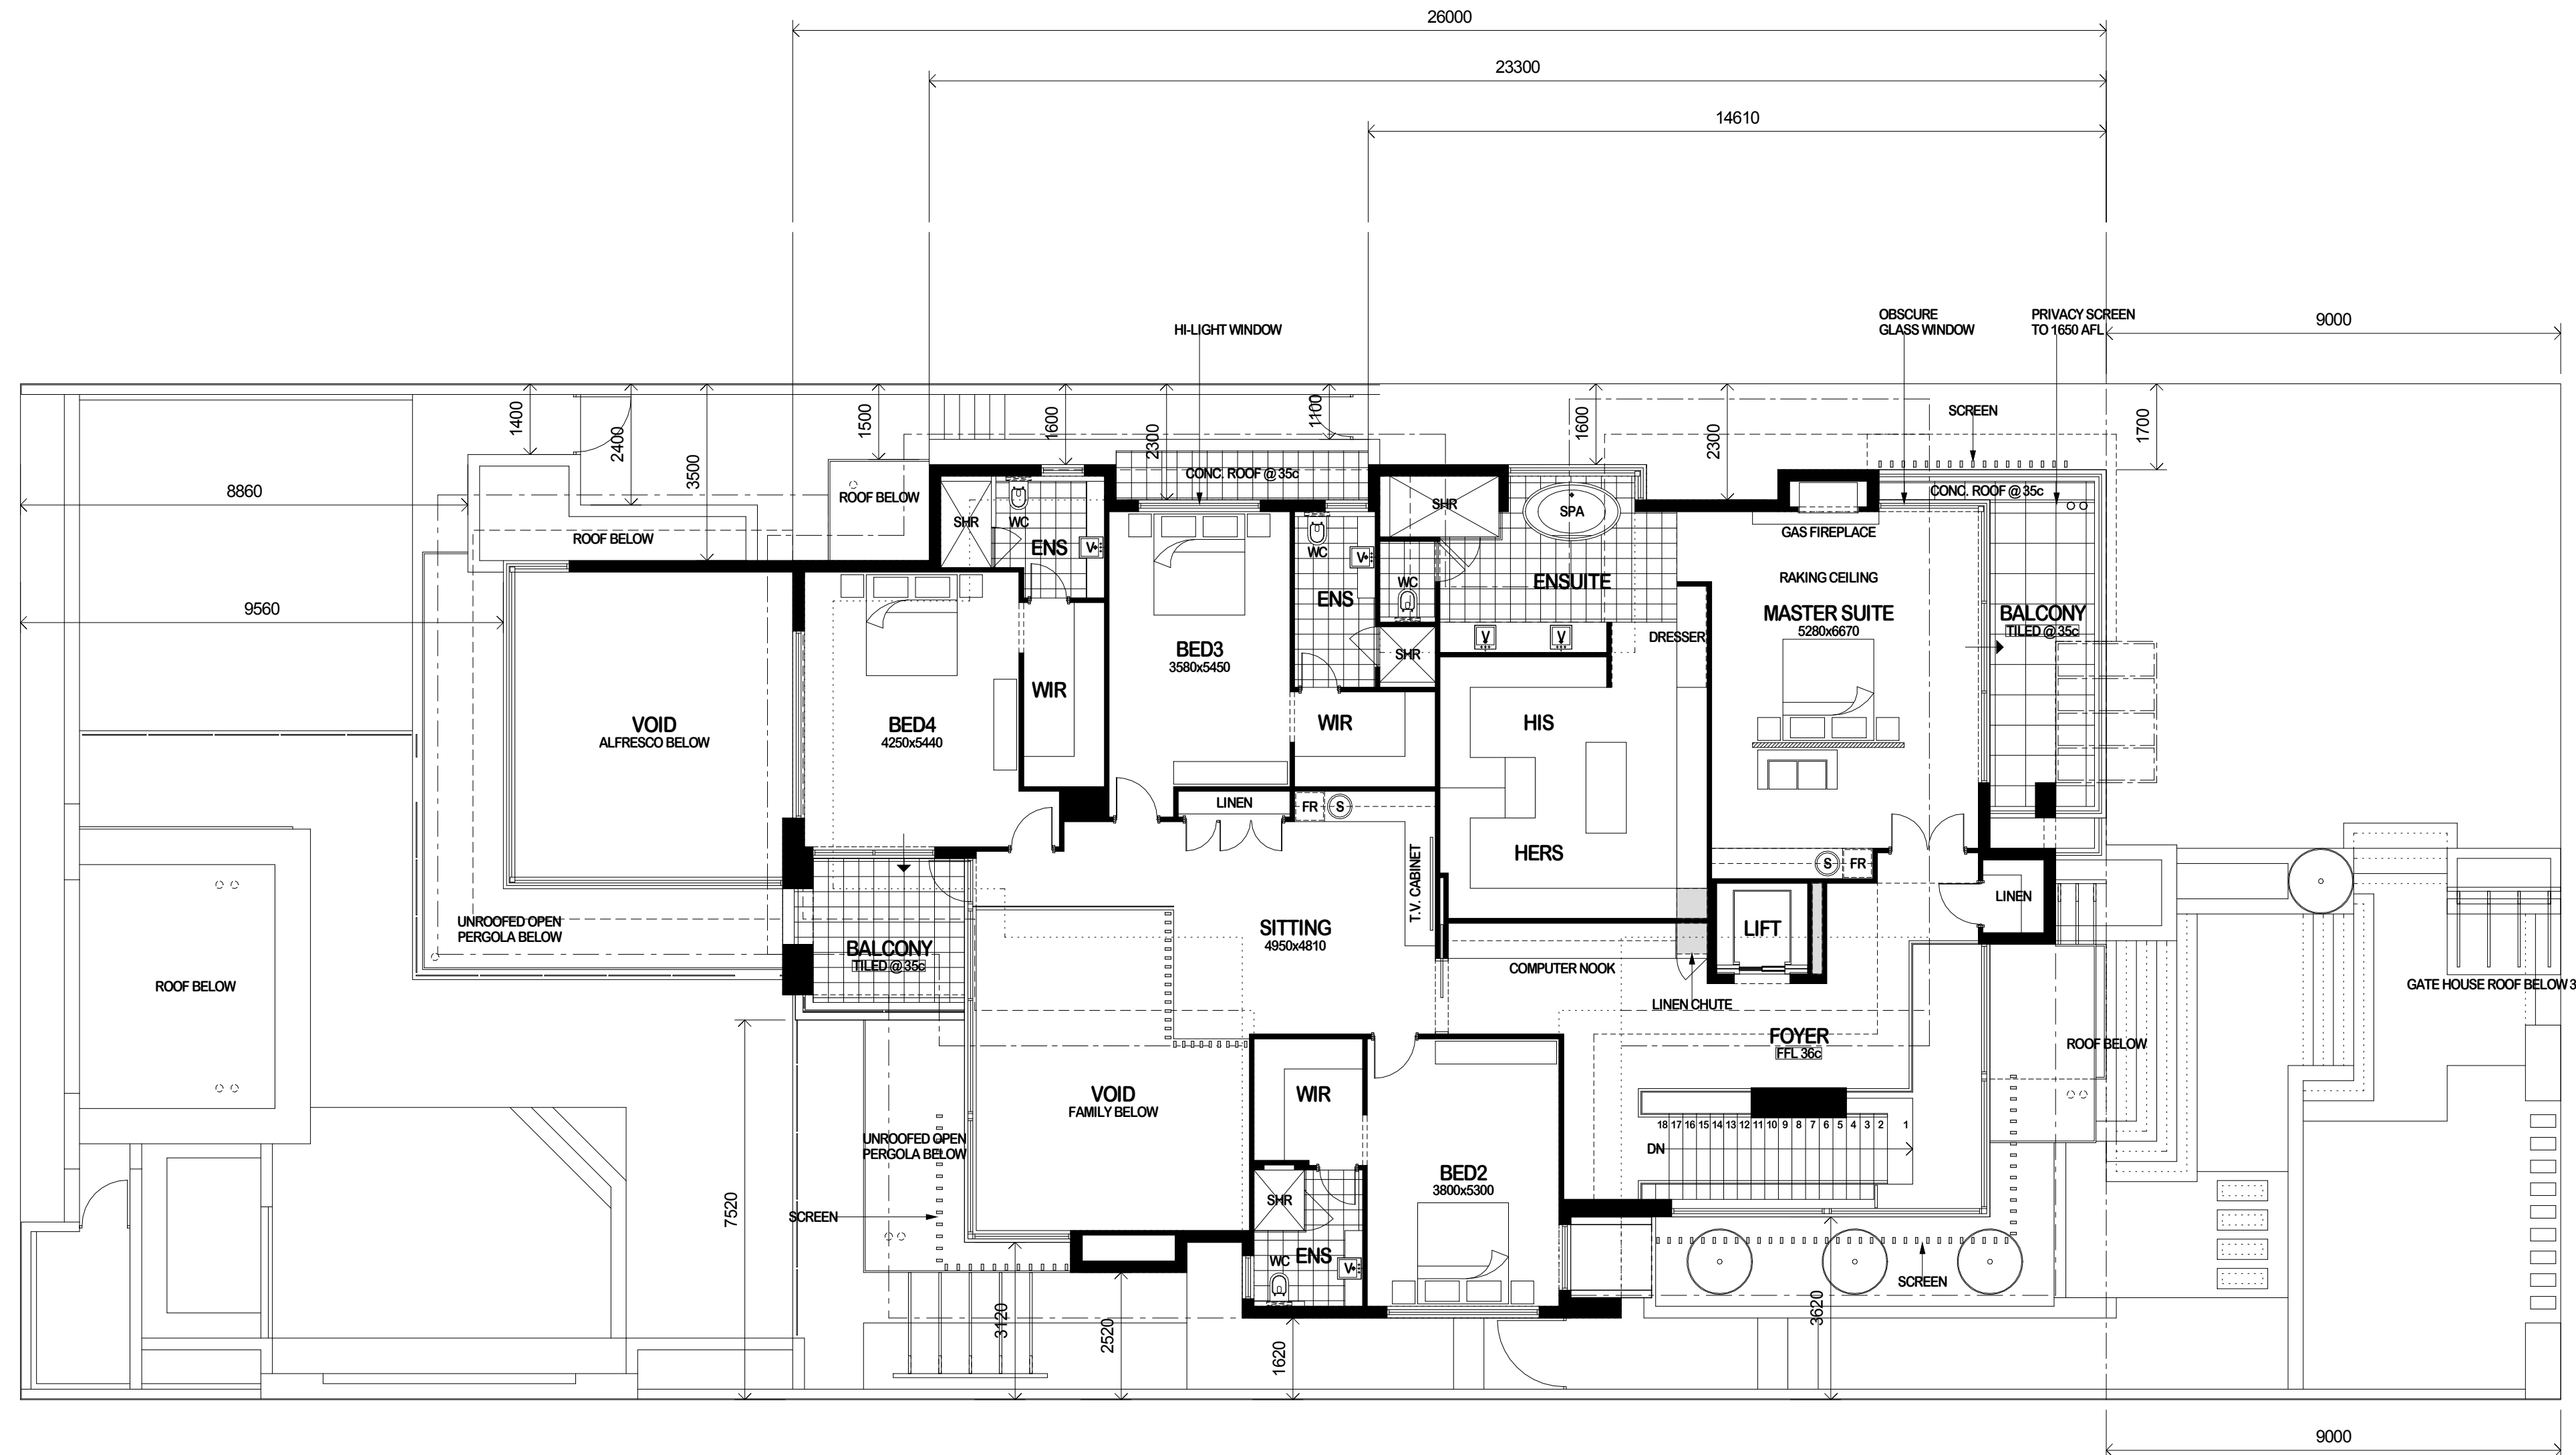 26000
23300
14610
HI-LIGHT WINDOW
OBSCURE
GLASS WINDOW
PRIVACY SCREEN
TO 1650 AFL
9000
1400
2400
3500
1500
1600
2300
1100
1600
2300
SCREEN
1700
8860
ROOF BELOW
ROOF BELOW
SHR
WC
ENS
V
CONC. ROOF @ 35c
WC
V
ENS
SHR
SPA
WC
ENSUITE
SHR
V
V
DRESSER
CONC. ROOF @ 35c
GAS FIREPLACE
RAKING CEILING
MASTER SUITE
5280x6670
BALCONY
TILED @ 35c
9560
VOID
ALFRESCO BELOW
BED4
4250x5440
WIR
BED3
3580x5450
WIR
HIS
HERS
LINEN
FR
S
T.V. CABINET
S
FR
LINEN
LIFT
UNROOFED OPEN
PERGOLA BELOW
BALCONY
TILED @ 35c
SITTING
4950x4810
COMPUTER NOOK
LINEN CHUTE
ROOF BELOW
GATE HOUSE ROOF BELOW 3
FOYER
FFL 36c
ROOF BELOW
VOID
FAMILY BELOW
WIR
UNROOFED OPEN
PERGOLA BELOW
18 17 16 15 14 13 12 11 10 9 8 7 6 5 4 3 2 1
DN
BED2
3800x5300
SHR
WC
ENS
V
7520
SCREEN
3120
2520
1620
3620
SCREEN
9000